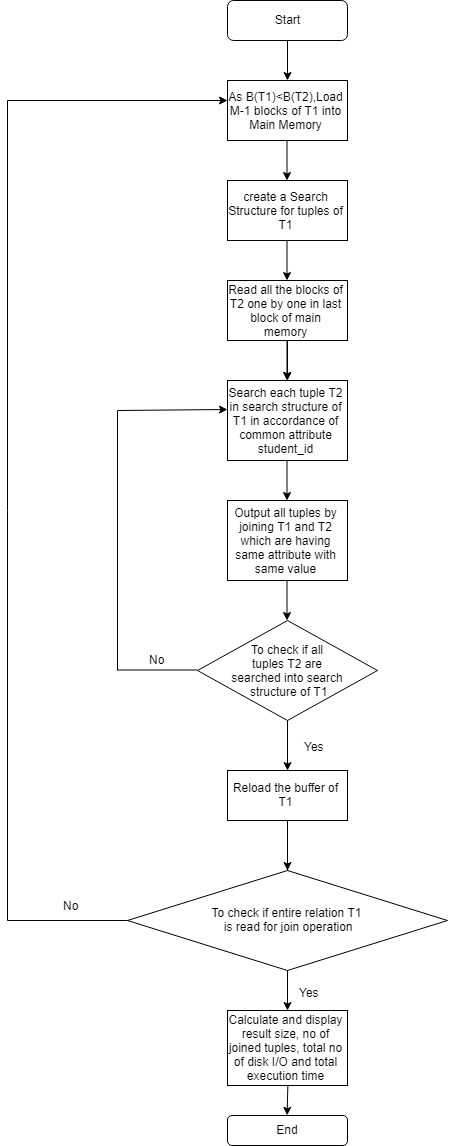 Start
As B(T1)<B(T2),Load
M-1 blocks of T1 into
Main Memory
create a Search
Structure for tuples of
T1
Read all the blocks of
T2 one by one in last
block of main
memory
Search each tuple T2
in search structure of
T1 in accordance of
common attribute
student_id
Output all tuples by
joining T1 and T2
which are having
same attribute with
same value
To check if all
tuples T2 are
searched into search
structure of T1
No
Yes
Reload the buffer of
T1
To check if entire relation T1
is read for join operation
No
Yes
Calculate and display
result size, no of
joined tuples, total no
of disk I/O and total
execution time
End